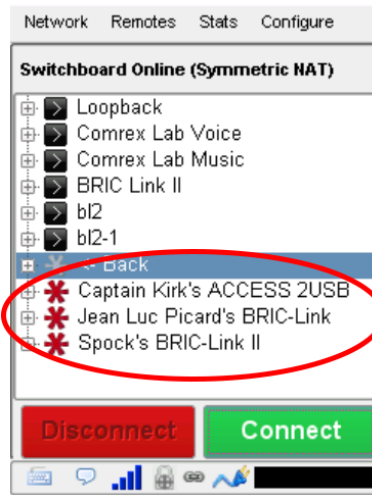 Network Remotes Stats Configure
Switchboard Online (Symmetric NAT)
Loopback
Comrex Lab Voice
Comrex Lab Music
BRIC Link II
bl2
bl2-1
<- Back
Captain Kirk's ACCESS 2USB
Jean Luc Picard's BRIC-Link
Spock's BRIC-Link II
Disconnect Connect